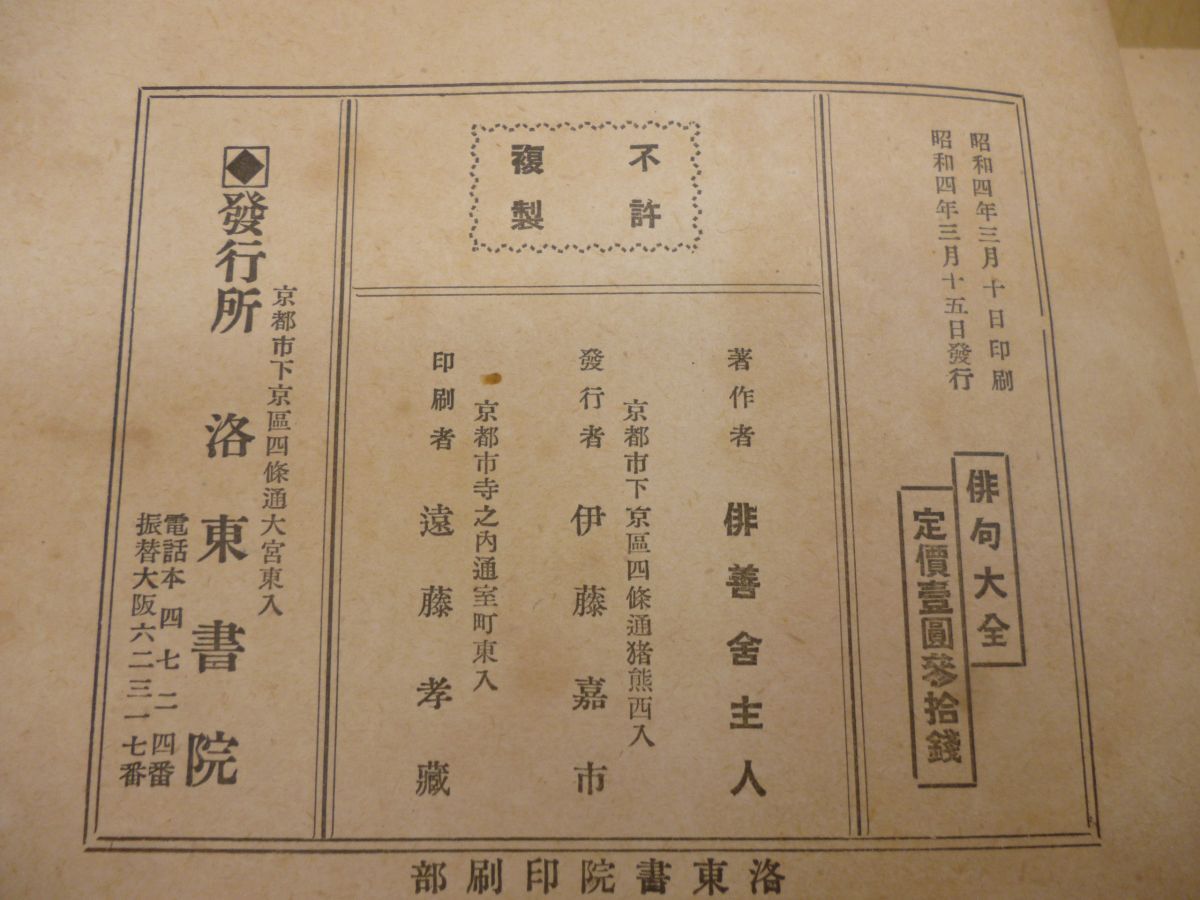 昭和四年三月十日印刷
昭和四年三月十五日發行
俳句大全
定價壹圓參拾錢
不許
複製
著作者 俳善舍主人
京都市下京區四條通猪熊西入
發行者 伊藤嘉市
京都市寺之内通室町東入
印刷者 遠藤孝藏
京都市下京區四條通大宮東入
◆發行所 洛東書院
電話本四七二四番
振替大阪六二三一七番
洛東書院印刷部